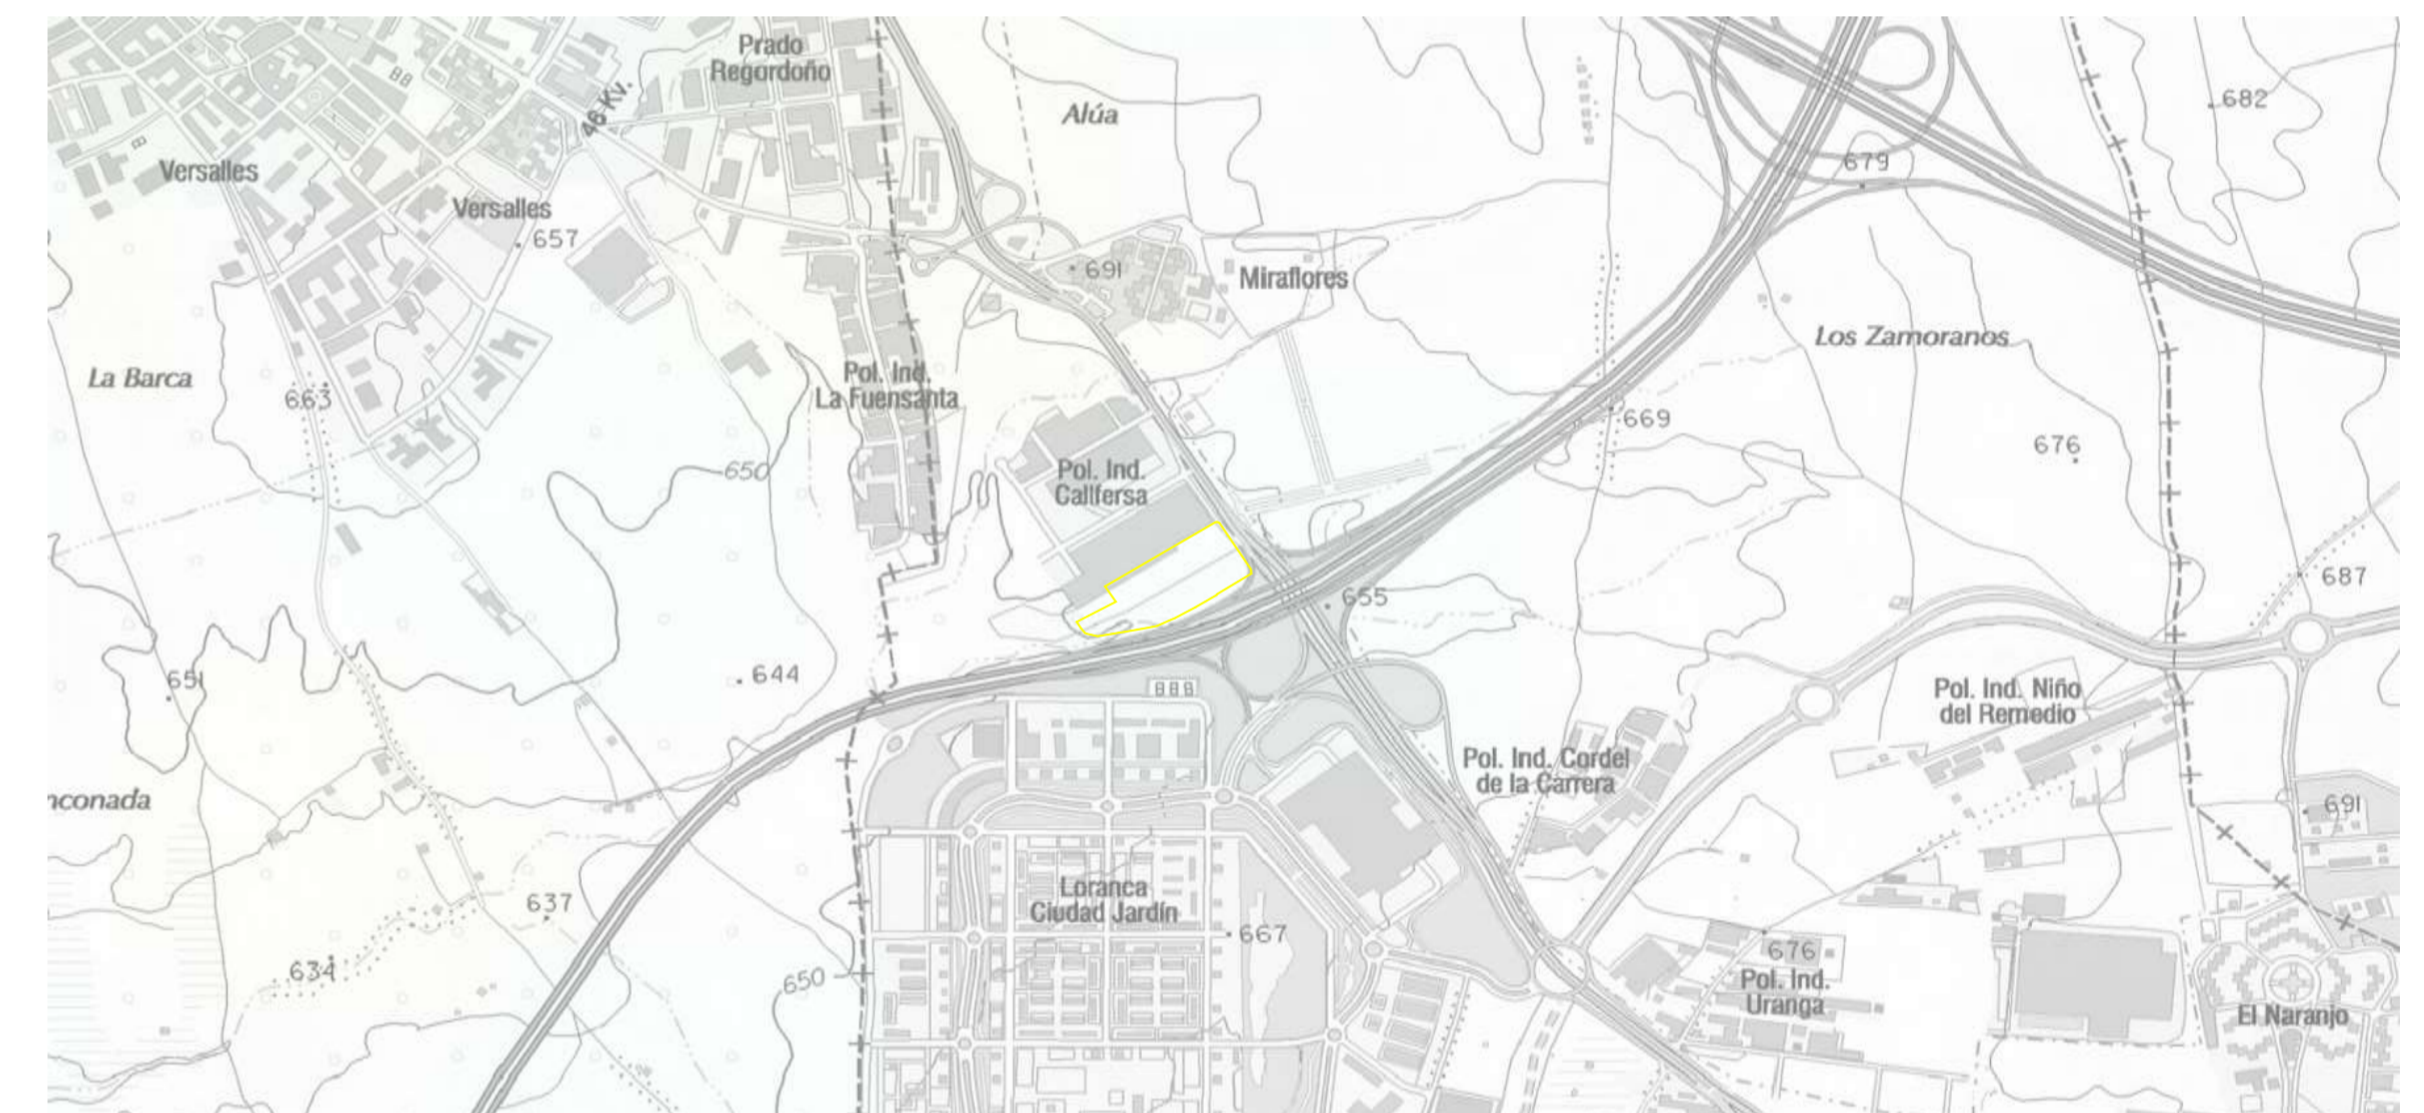 Prado
Regordoño
46 Kv.
Alúa
682
679
Versalles
Versalles
657
691
Miraflores
Los Zamoranos
La Barca
663
Pol. Ind.
La Fuensanta
669
676
650
Pol. Ind.
Callfersa
687
655
644
651
Pol. Ind. Niño
del Remedio
Pol. Ind. Cordel
de la Carrera
nconada
691
Loranca
Ciudad Jardín
637
667
634
676
650
Pol. Ind.
Uranga
El Naranjo